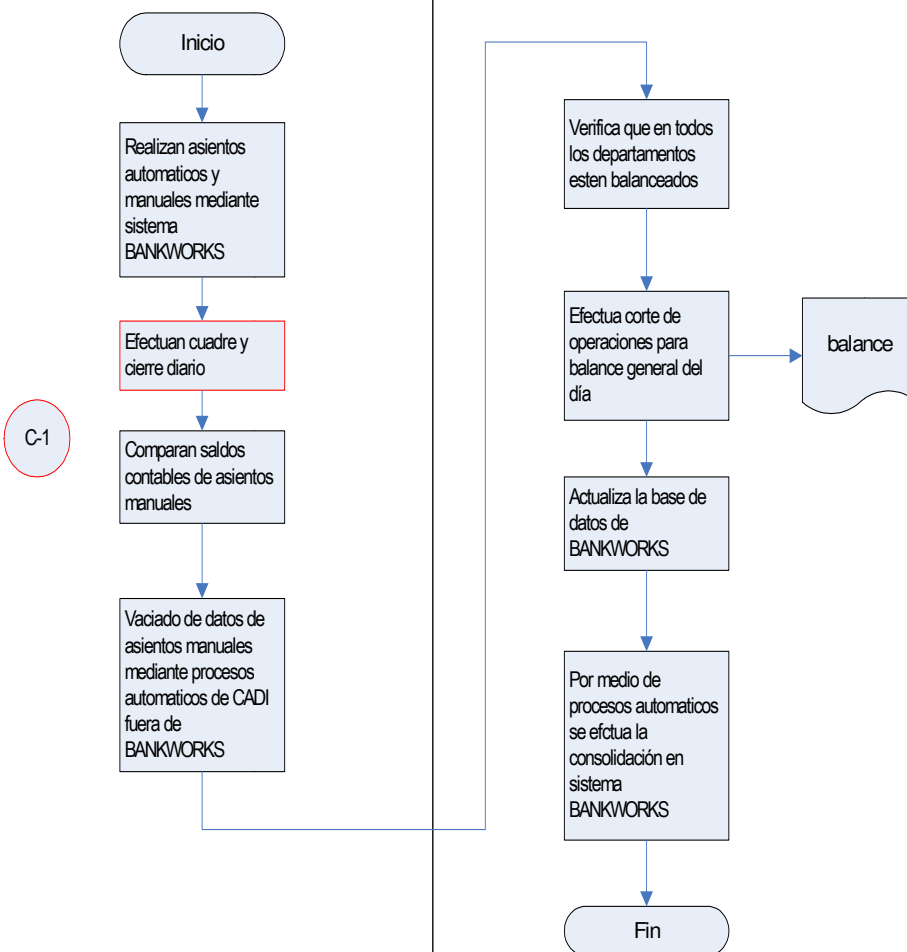 Inicio
Realizan asientos
automaticos y
manuales mediante
sistema
BANKWORKS
Efectuan cuadre y
cierre diario
C-1
Comparan saldos
contables de asientos
manuales
Vaciado de datos de
asientos manuales
mediante procesos
automaticos de CADI
fuera de
BANKWORKS
Verifica que en todos
los departamentos
esten balanceados
Efectua corte de
operaciones para
balance general del
día
balance
Actualiza la base de
datos de
BANKWORKS
Por medio de
procesos automaticos
se efctua la
consolidación en
sistema
BANKWORKS
Fin